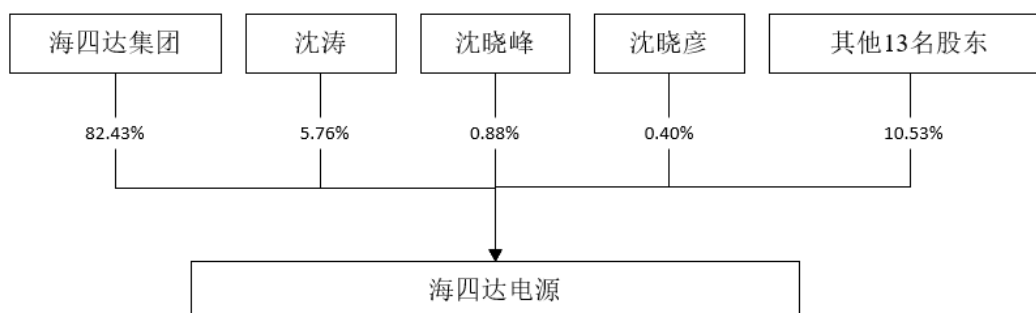 海四达集团
沈涛
沈晓峰
沈晓彦
其他13名股东
82.43%
5.76%
0.88%
0.40%
10.53%
海四达电源